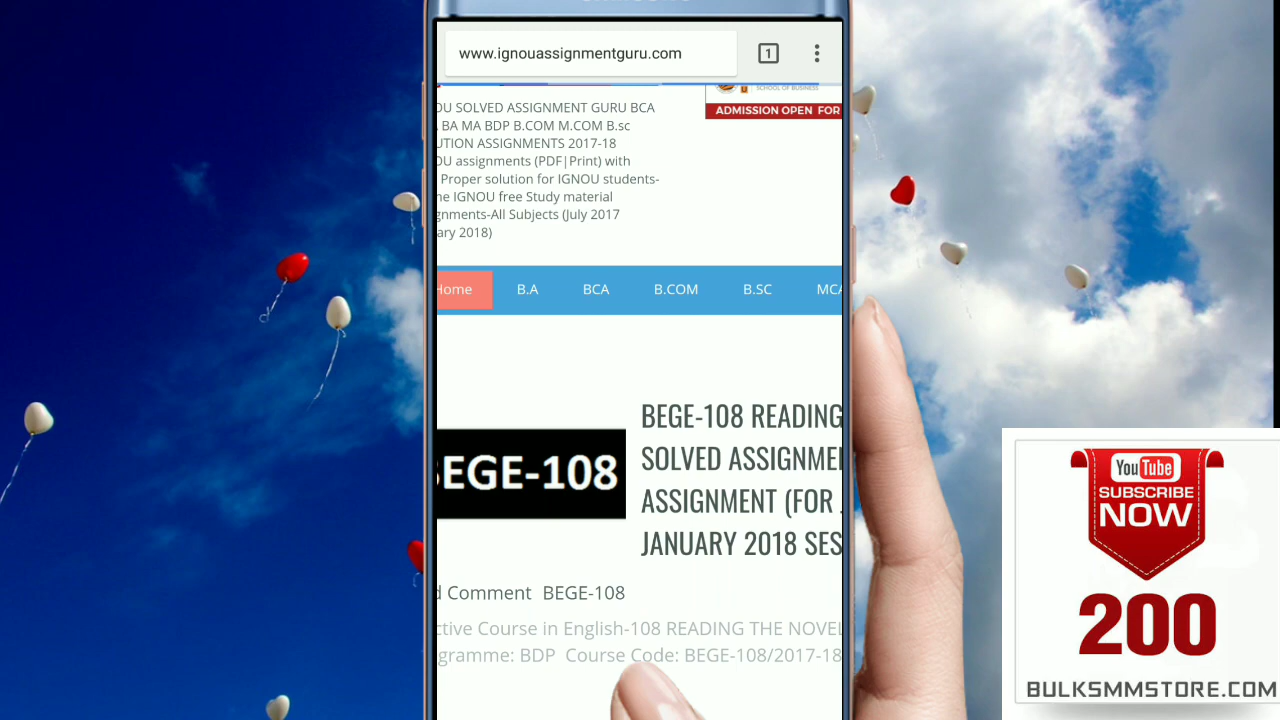 www.ignouassignmentguru.com
1
OU SOLVED ASSIGNMENT GURU BCA
. BA MA BDP B.COM M.COM B.sc
UTION ASSIGNMENTS 2017-18
OU assignments (PDF|Print) with
Proper solution for IGNOU students-
ne IGNOU free Study material
gnments-All Subjects (July 2017
ary 2018)
SCHOOL OF BUSINESS
ADMISSION OPEN FOR
Home B.A BCA B.COM B.SC MCA
BEGE-108
BEGE-108 READING
SOLVED ASSIGNME
ASSIGNMENT (FOR J
JANUARY 2018 SES
d Comment BEGE-108
ctive Course in English-108 READING THE NOVEL
gramme: BDP Course Code: BEGE-108/2017-18
YouTube
SUBSCRIBE
NOW
200
BULKSMMSTORE.COM